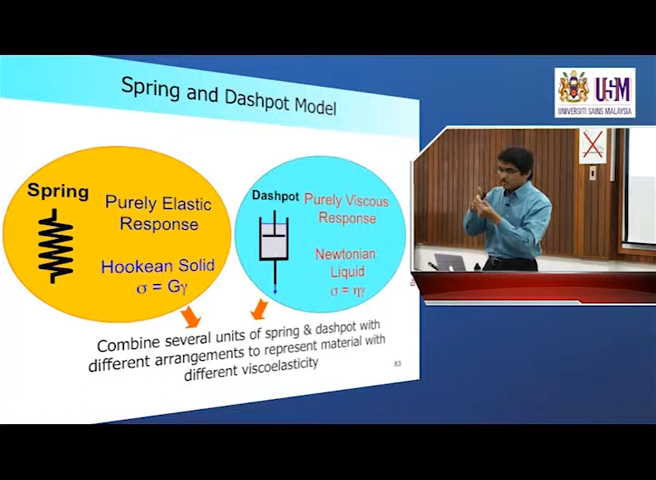 Spring and Dashpot Model
USM
UNIVERSITI SAINS MALAYSIA
Spring
Purely Elastic
Response
Hookean Solid
σ = Gγ
Dashpot
Purely Viscous
Response
Newtonian
Liquid
σ = ηγ
Combine several units of spring & dashpot with
different arrangements to represent material with
different viscoelasticity